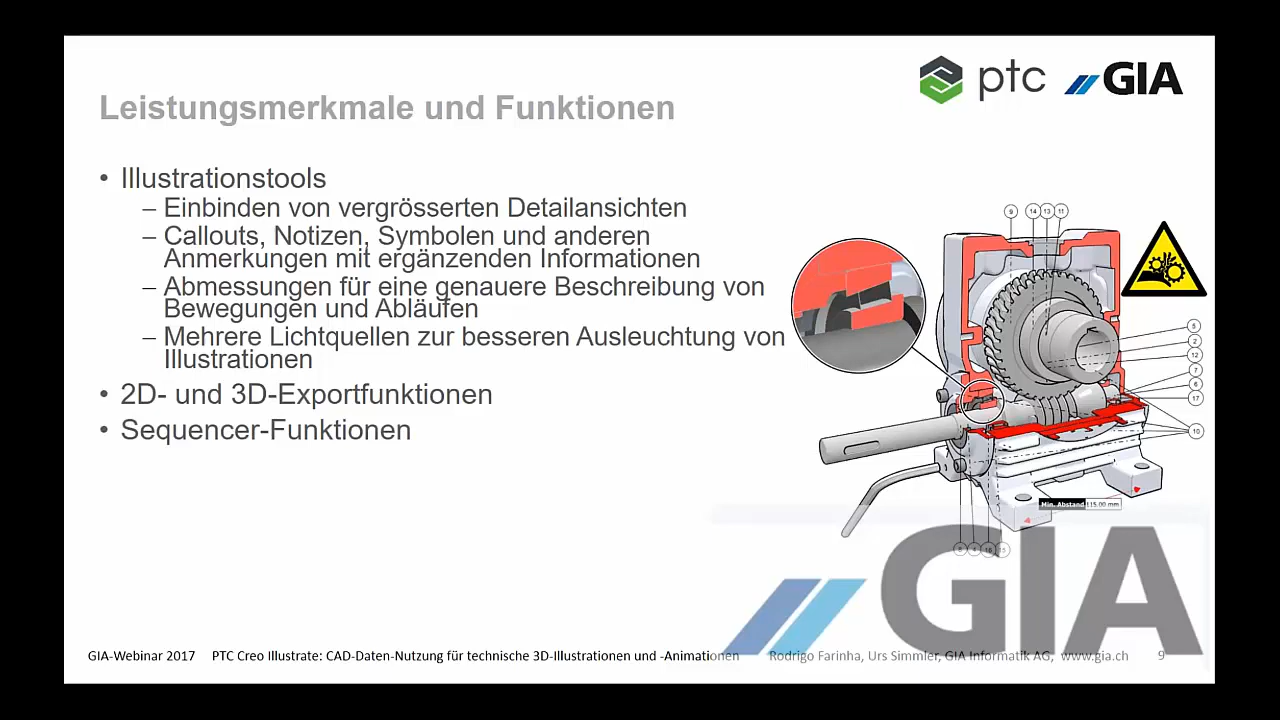 ptc GIA
Leistungsmerkmale und Funktionen
• Illustrationstools
– Einbinden von vergrösserten Detailansichten
– Callouts, Notizen, Symbolen und anderen
Anmerkungen mit ergänzenden Informationen
– Abmessungen für eine genauere Beschreibung von
Bewegungen und Abläufen
– Mehrere Lichtquellen zur besseren Ausleuchtung von
Illustrationen
• 2D- und 3D-Exportfunktionen
• Sequencer-Funktionen
9 14 13 11
5
2
12
7
6
17
10
Min. Abstand 115.00 mm
GIA
GIA-Webinar 2017 PTC Creo Illustrate: CAD-Daten-Nutzung für technische 3D-Illustrationen und -Animationen Rodrigo Farinha, Urs Simmler, GIA Informatik AG, www.gia.ch 9